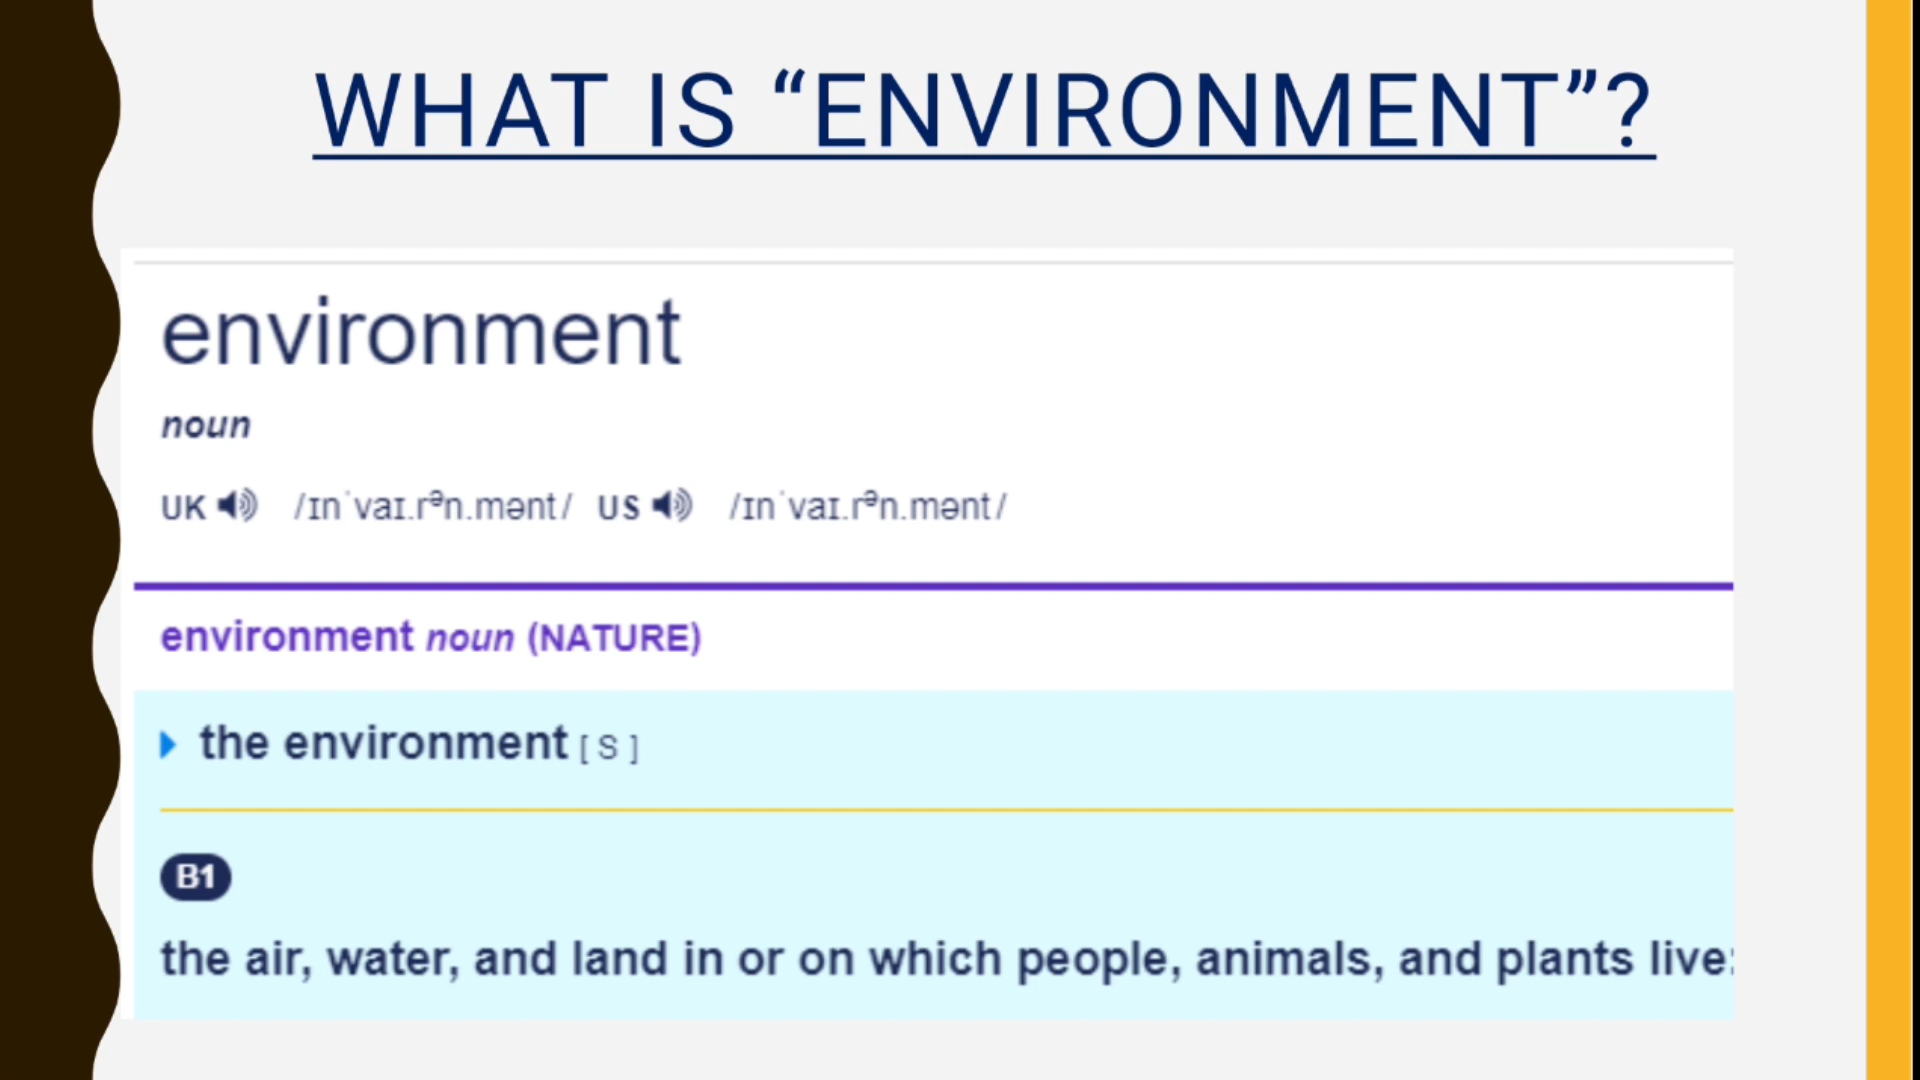 WHAT IS “ENVIRONMENT”?
environment
noun
UK /ɪnˈvaɪ.rᵊn.mənt/ US /ɪnˈvaɪ.rᵊn.mənt/
environment noun (NATURE)
the environment [ S ]
B1
the air, water, and land in or on which people, animals, and plants live: